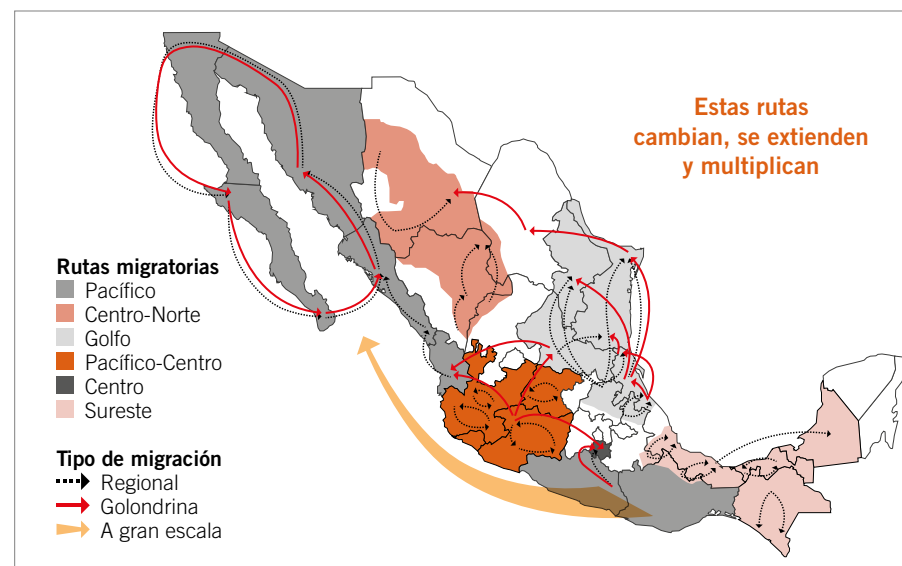 Estas rutas
cambian, se extienden
y multiplican
Rutas migratorias
Pacífico
Centro-Norte
Golfo
Pacífico-Centro
Centro
Sureste
Tipo de migración
Regional
Golondrina
A gran escala